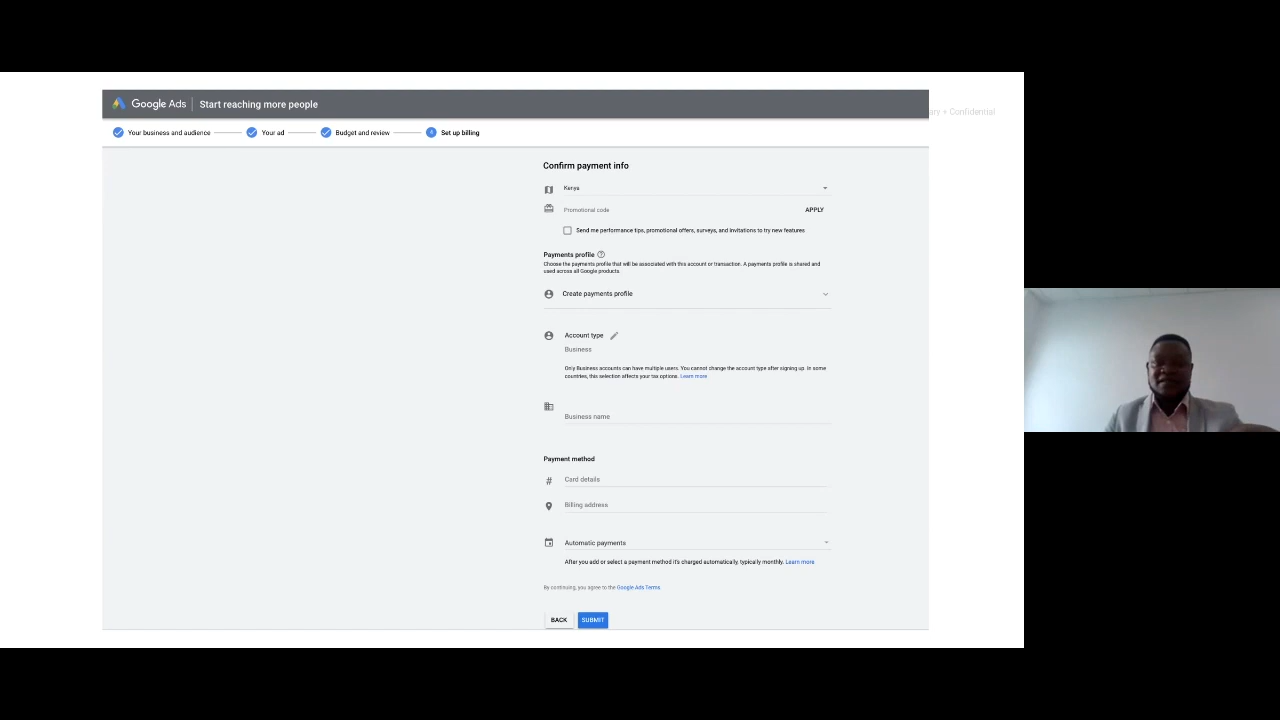 Google Ads | Start reaching more people
ary + Confidential
Your business and audience Your ad Budget and review 4 Set up billing
Confirm payment info
Kenya
Promotional code APPLY
Send me performance tips, promotional offers, surveys, and invitations to try new features
Payments profile ?
Choose the payments profile that will be associated with this account or transaction. A payments profile is shared and
used across all Google products.
Create payments profile
Account type
Business
Only Business accounts can have multiple users. You cannot change the account type after signing up. In some
countries, this selection affects your tax options. Learn more
Business name
Payment method
# Card details
Billing address
Automatic payments
After you add or select a payment method it's charged automatically, typically monthly. Learn more
By continuing, you agree to the Google Ads Terms.
BACK SUBMIT